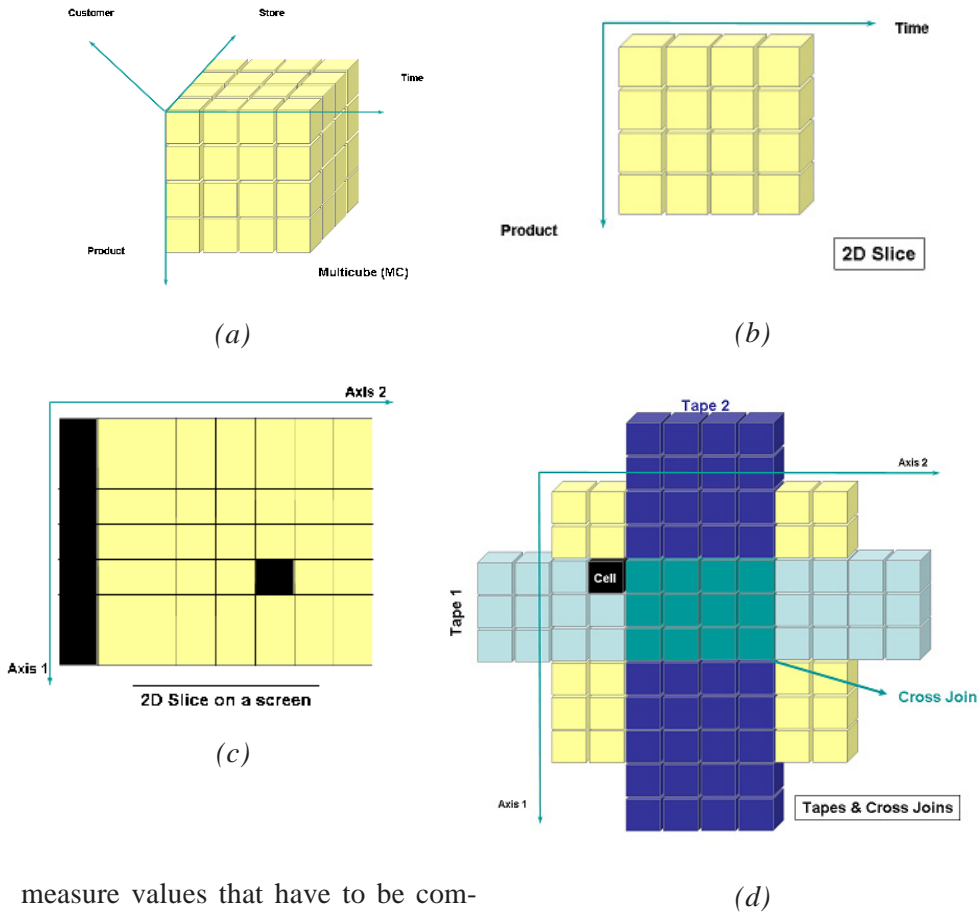 Customer
Store
Time
Product
Multicube (MC)
(a)
Time
Product
2D Slice
(b)
Axis 2
Axis 1
2D Slice on a screen
(c)
Tape 2
Axis 2
Cell
Tape 1
Cross Join
Axis 1
Tapes & Cross Joins
(d)
measure values that have to be com-